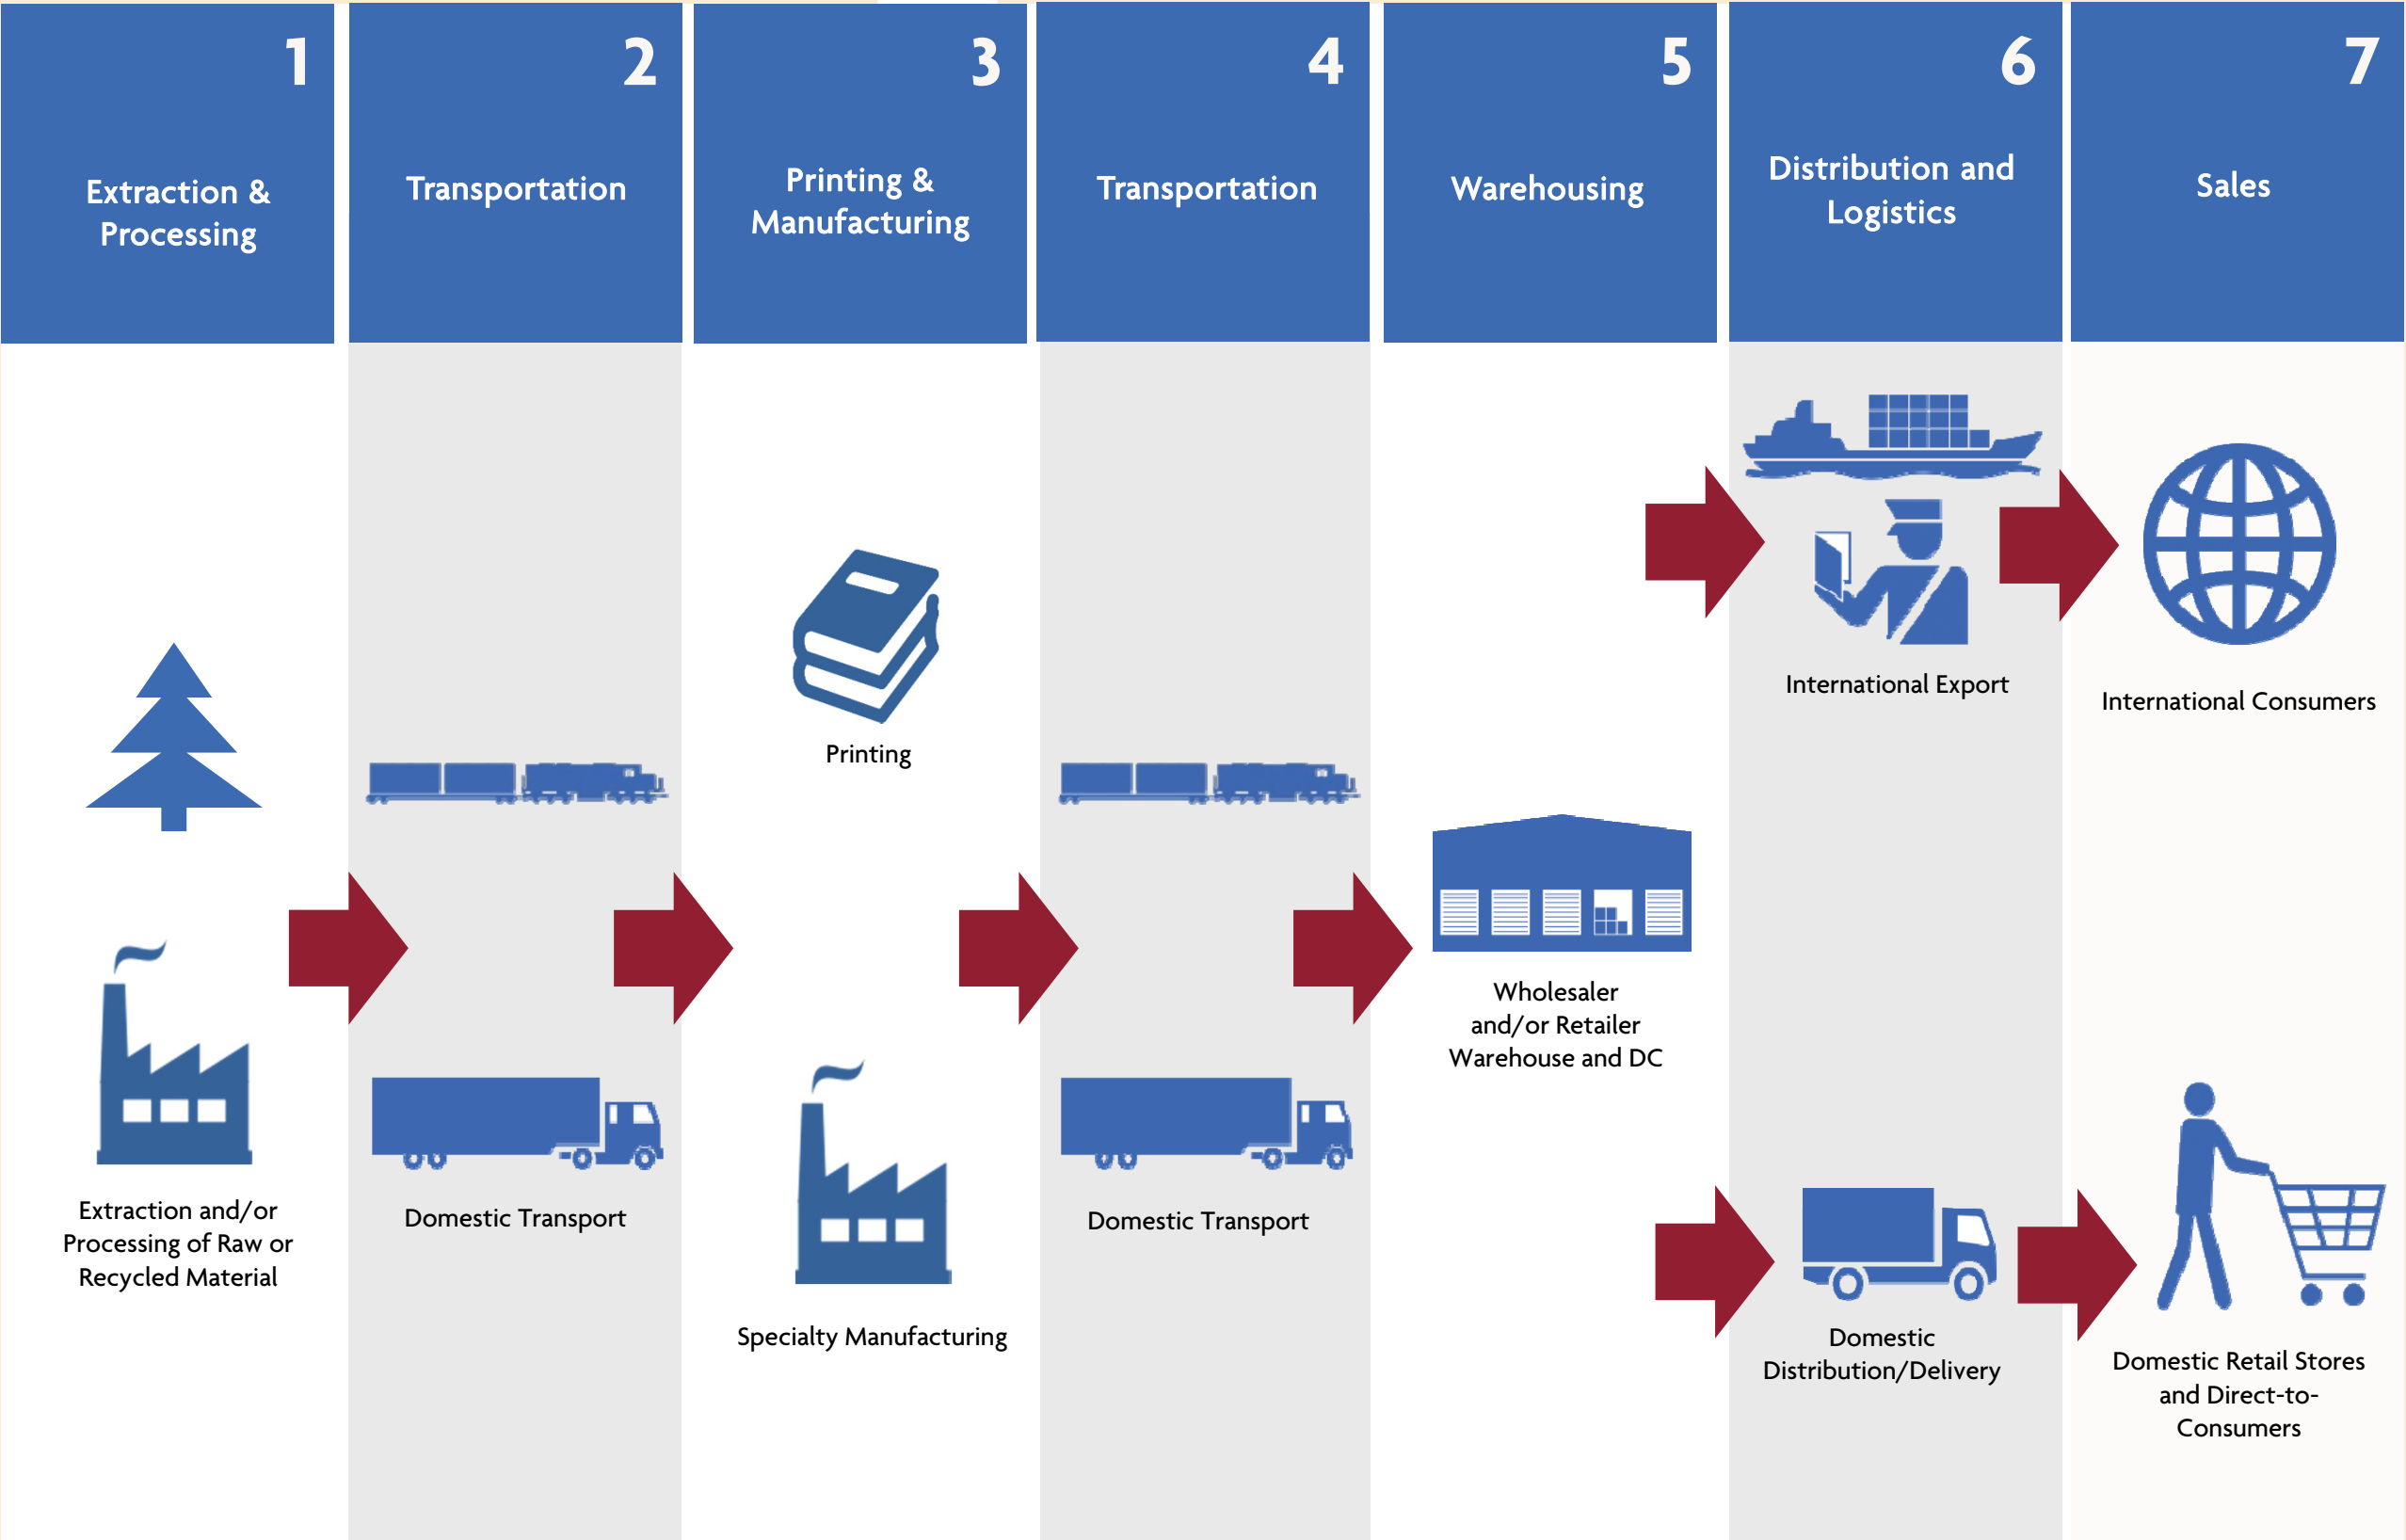 1
Extraction &
Processing
2
Transportation
3
Printing &
Manufacturing
4
Transportation
5
Warehousing
6
Distribution and
Logistics
7
Sales
Extraction and/or
Processing of Raw or
Recycled Material
Domestic Transport
Printing
Specialty Manufacturing
Domestic Transport
Wholesaler
and/or Retailer
Warehouse and DC
International Export
Domestic
Distribution/Delivery
International Consumers
Domestic Retail Stores
and Direct-to-
Consumers